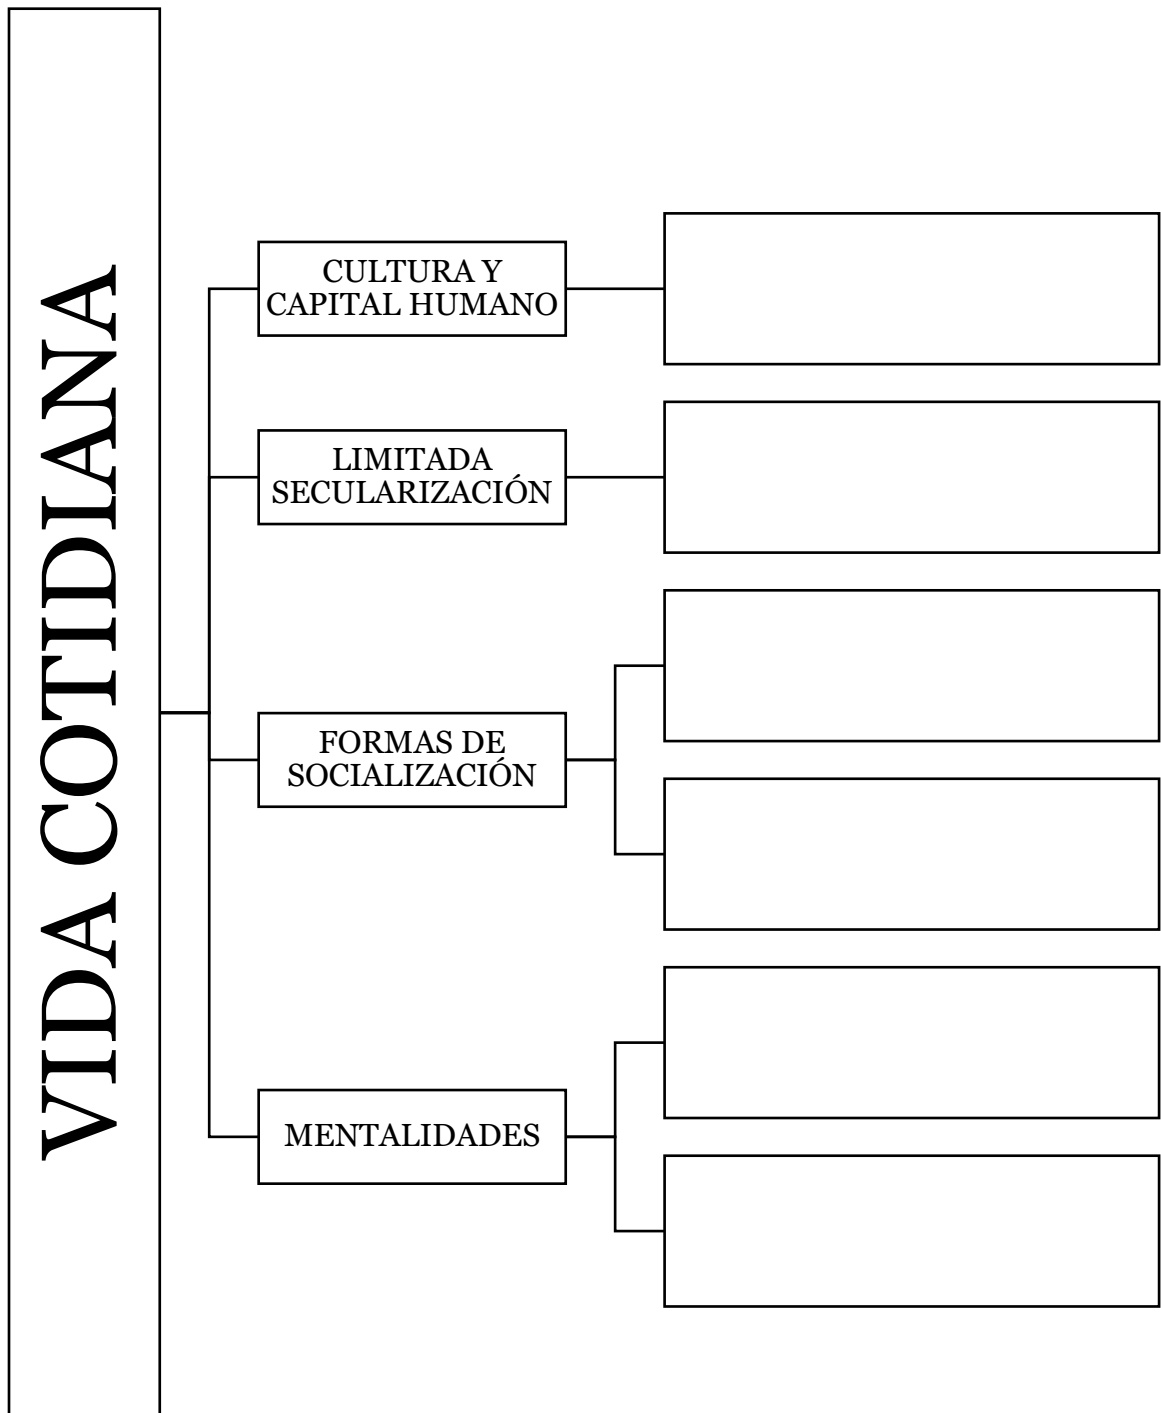 VIDA COTIDIANA
CULTURA Y
CAPITAL HUMANO
LIMITADA
SECULARIZACIÓN
FORMAS DE
SOCIALIZACIÓN
MENTALIDADES